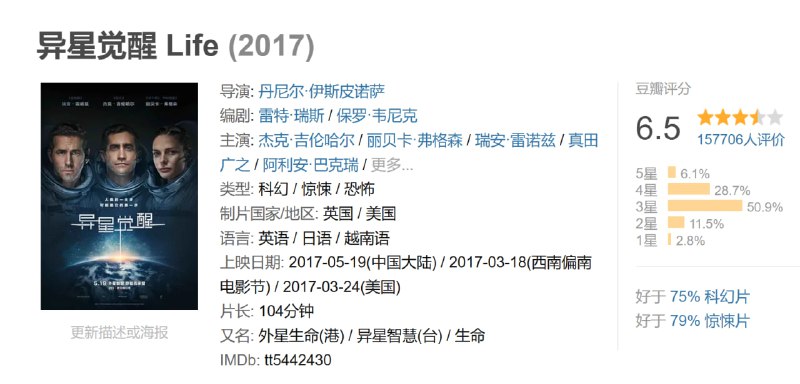 异星觉醒 Life (2017)
导演: 丹尼尔·伊斯皮诺萨
编剧: 雷特·瑞斯 / 保罗·韦尼克
主演: 杰克·吉伦哈尔 / 丽贝卡·弗格森 / 瑞安·雷诺兹 / 真田
广之 / 阿利安·巴克瑞 / 更多...
类型: 科幻 / 惊悚 / 恐怖
制片国家/地区: 英国 / 美国
语言: 英语 / 日语 / 越南语
上映日期: 2017-05-19(中国大陆) / 2017-03-18(西南偏南
电影节) / 2017-03-24(美国)
片长: 104分钟
又名: 外星生命(港) / 异星智慧(台) / 生命
IMDb: tt5442430
异星觉醒
5.19
更新描述或海报
豆瓣评分
6.5
157706人评价
5星 6.1%
4星 28.7%
3星 50.9%
2星 11.5%
1星 2.8%
好于 75% 科幻片
好于 79% 惊悚片